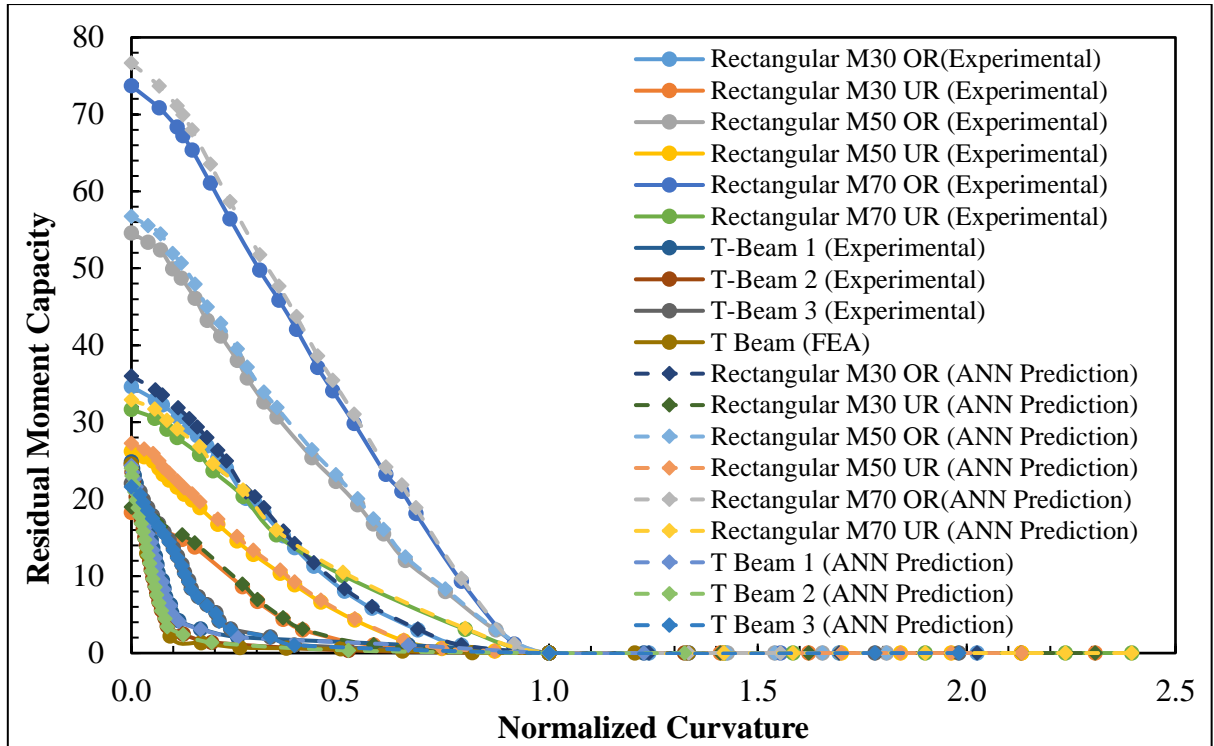 80
70
60
50
40
30
20
10
0
Residual Moment Capacity
0.0 0.5 1.0 1.5 2.0 2.5
Normalized Curvature
Rectangular M30 OR(Experimental)
Rectangular M30 UR (Experimental)
Rectangular M50 OR (Experimental)
Rectangular M50 UR (Experimental)
Rectangular M70 OR (Experimental)
Rectangular M70 UR (Experimental)
T-Beam 1 (Experimental)
T-Beam 2 (Experimental)
T-Beam 3 (Experimental)
T Beam (FEA)
Rectangular M30 OR (ANN Prediction)
Rectangular M30 UR (ANN Prediction)
Rectangular M50 OR (ANN Prediction)
Rectangular M50 UR (ANN Prediction)
Rectangular M70 OR(ANN Prediction)
Rectangular M70 UR (ANN Prediction)
T Beam 1 (ANN Prediction)
T Beam 2 (ANN Prediction)
T Beam 3 (ANN Prediction)